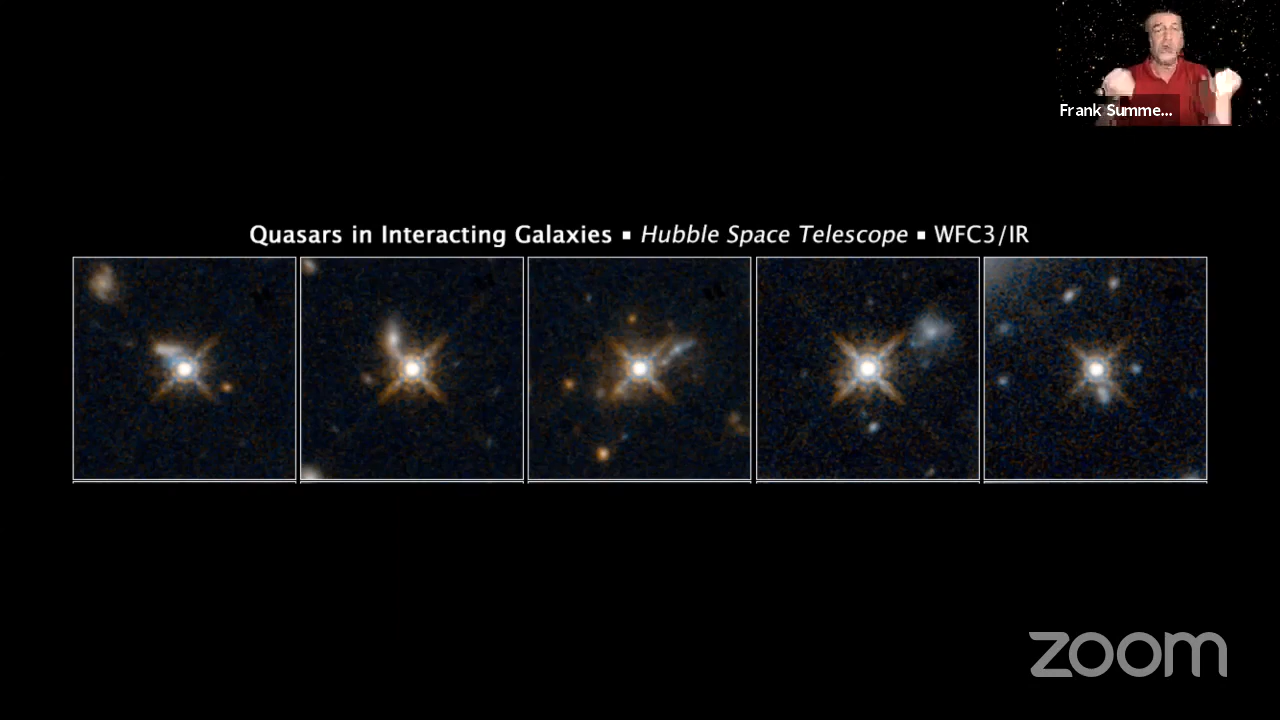 Frank Summe...
Quasars in Interacting Galaxies ▪ Hubble Space Telescope ▪ WFC3/IR
zoom